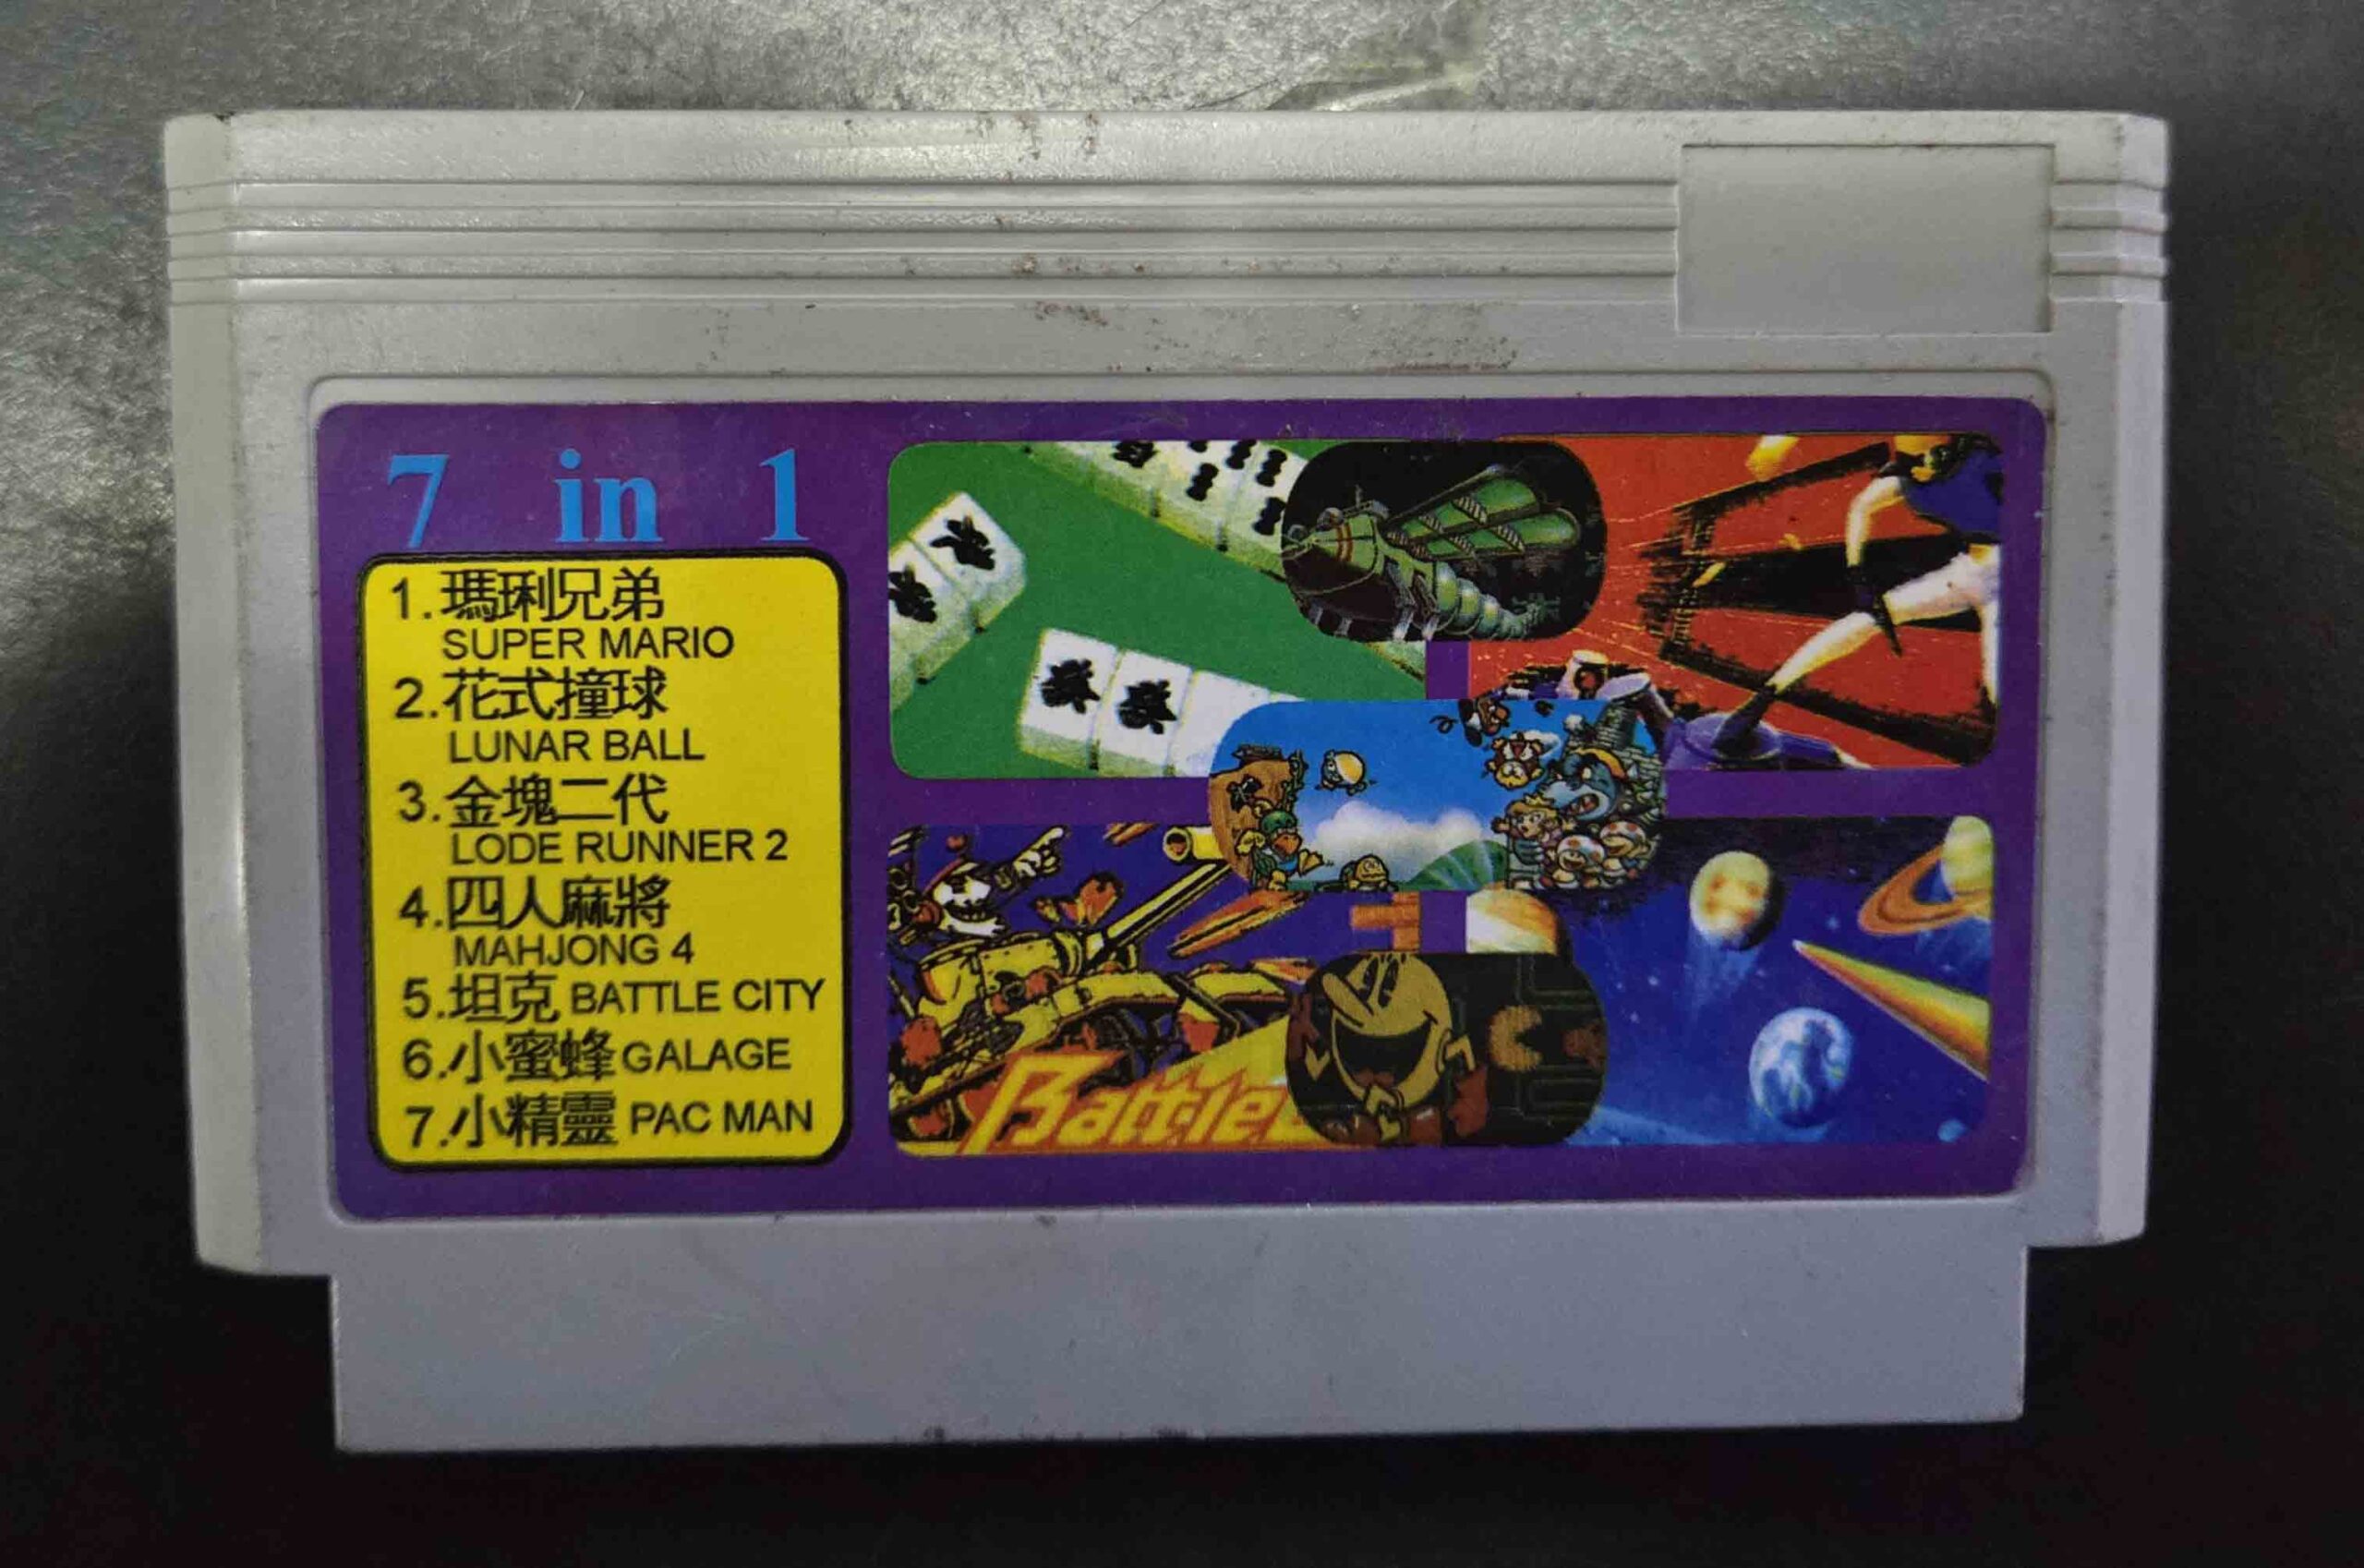 7 in 1
1.瑪琍兄弟
SUPER MARIO
2.花式撞球
LUNAR BALL
3.金塊二代
LODE RUNNER 2
4.四人麻將
MAHJONG 4
5.坦克 BATTLE CITY
6.小蜜蜂 GALAGE
7.小精靈 PAC MAN
Battle